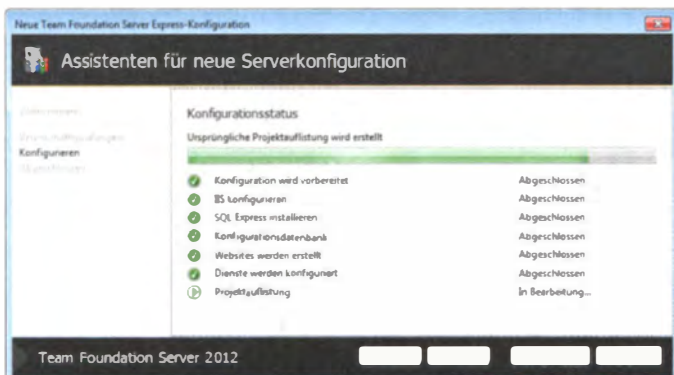 Neue Team Foundation Server Express-Konfiguration
Assistenten für neue Serverkonfiguration
Konfigurationsstatus
Ursprüngliche Projektauflistung wird erstellt
Konfigurieren
Konfiguration wird vorbereitet Abgeschlossen
IIS konfigurieren Abgeschlossen
SQL Express installieren Abgeschlossen
Konfigurationsdatenbank Abgeschlossen
Websites werden erstellt Abgeschlossen
Dienste werden konfiguriert Abgeschlossen
Projektauflistung In Bearbeitung...
Team Foundation Server 2012